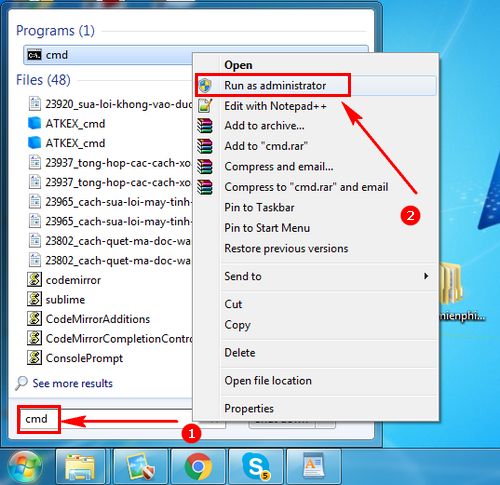 Programs (1)
cmd
Files (48)
23920_sua-loi-khong-vao-duo
ATKEX_cmd
ATKEX_cmd
23937_tong-hop-cac-cach-xo
23937_tong-hop-cac-cach-xo
23965_cach-sua-loi-may-tinh-
23965_cach-sua-loi-may-tinh-
23802_cach-quet-ma-doc-wa
23802_cach-quet-ma-doc-wa
codemirror
sublime
CodeMirrorAdditions
CodeMirrorCompletionContro
ConsolePrompt
See more results
cmd
1
Open
Run as administrator
Edit with Notepad++
Add to archive...
Add to "cmd.rar"
Compress and email...
Compress to "cmd.rar" and email
Pin to Taskbar
Pin to Start Menu
Restore previous versions
Send to
Cut
Copy
Delete
Open file location
Properties
2
mienphi...
5